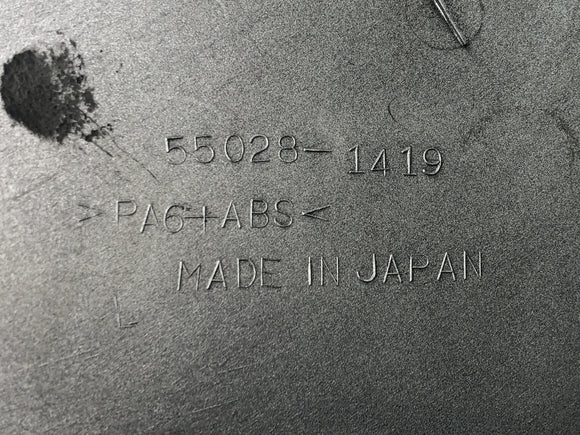 55028-1419
>PA6+ABS<
MADE IN JAPAN
L